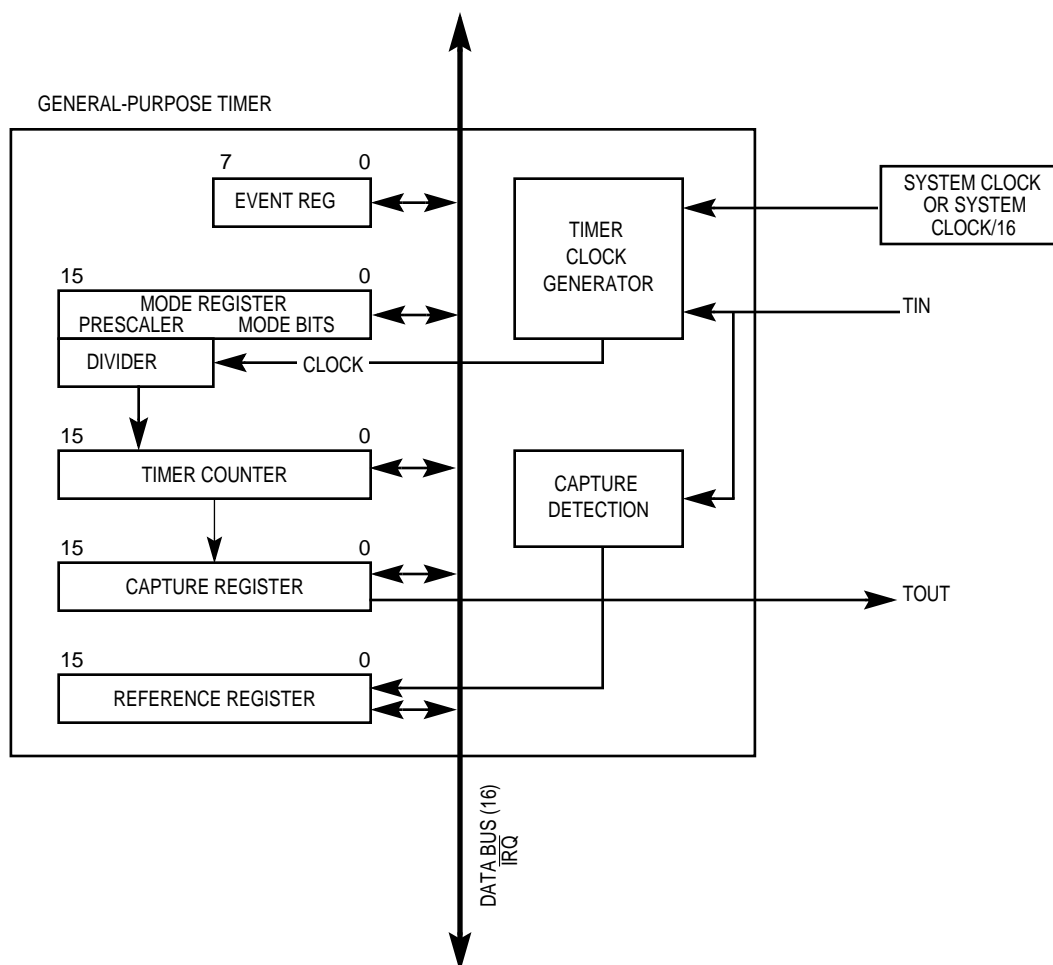 GENERAL-PURPOSE TIMER
7 0
EVENT REG
SYSTEM CLOCK
OR SYSTEM
CLOCK/16
TIMER
CLOCK
GENERATOR
15 0
MODE REGISTER
PRESCALER MODE BITS
TIN
DIVIDER
CLOCK
15 0
TIMER COUNTER
CAPTURE
DETECTION
15 0
CAPTURE REGISTER
TOUT
15 0
REFERENCE REGISTER
DATA BUS (16)
IRQ